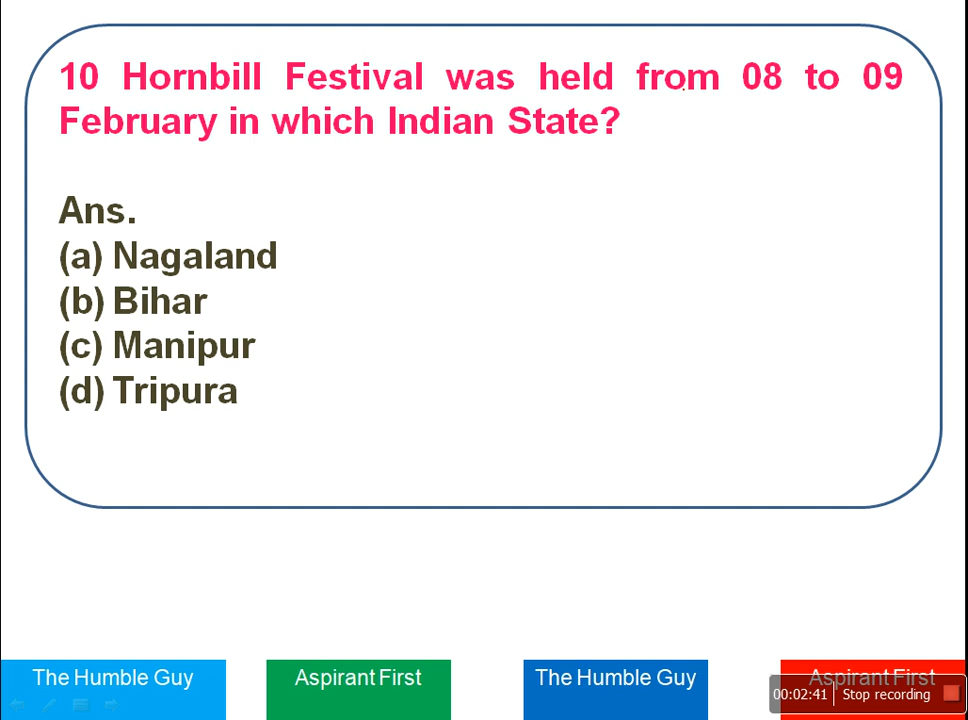 10 Hornbill Festival was held from 08 to 09
February in which Indian State?
Ans.
(a) Nagaland
(b) Bihar
(c) Manipur
(d) Tripura
The Humble Guy
Aspirant First
The Humble Guy
Aspirant First
00:02:41 Stop recording